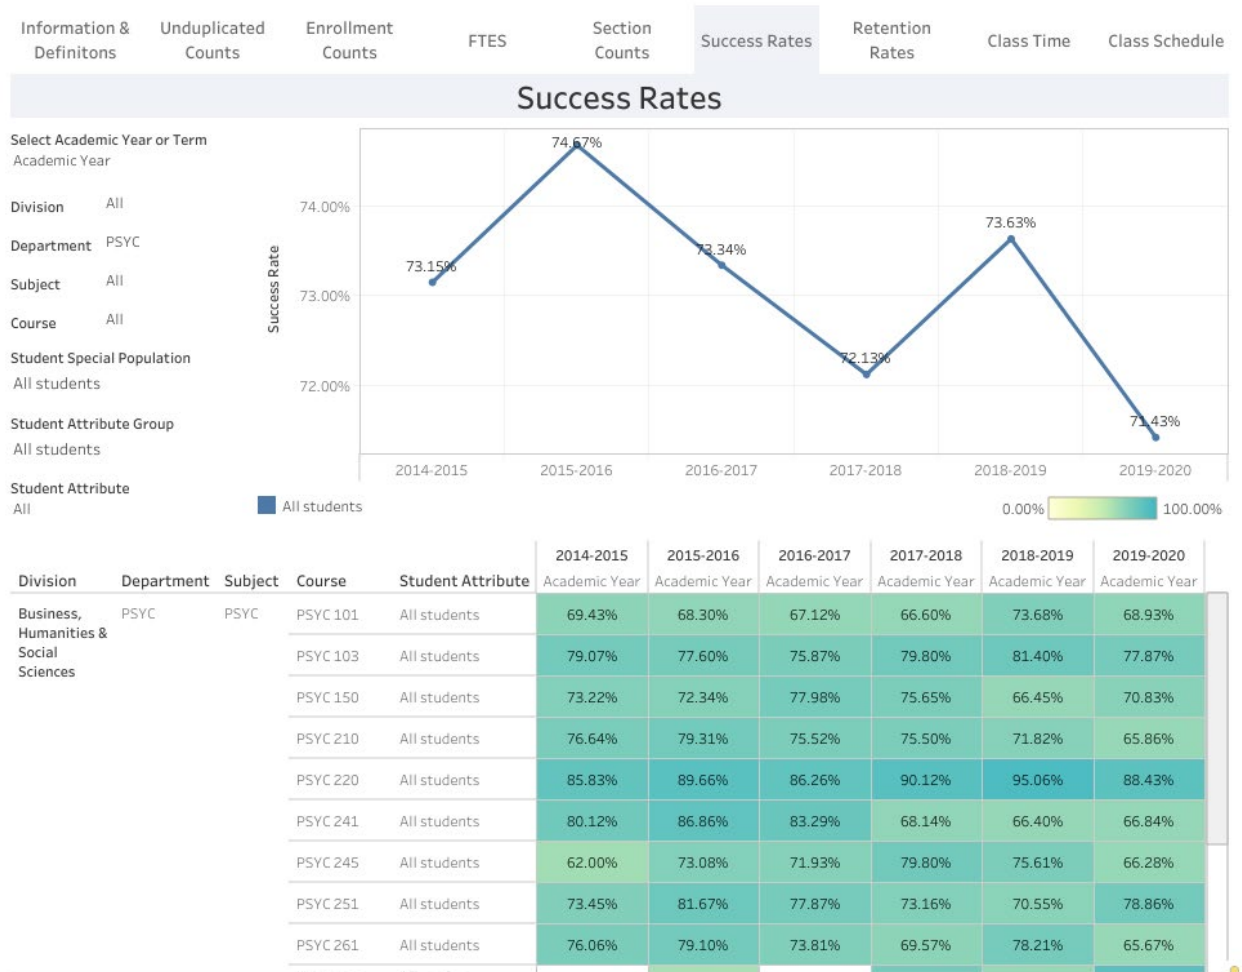 Information & Definitons
Unduplicated Counts
Enrollment Counts
FTES
Section Counts
Success Rates
Retention Rates
Class Time
Class Schedule
Success Rates
Select Academic Year or Term
Academic Year
Division All
Department PSYC
Subject All
Course All
Student Special Population
All students
Student Attribute Group
All students
Student Attribute
All
Success Rate
74.00%
73.00%
72.00%
73.15%
74.67%
73.34%
72.13%
73.63%
71.43%
2014-2015 2015-2016 2016-2017 2017-2018 2018-2019 2019-2020
All students
0.00% 100.00%
2014-2015 2015-2016 2016-2017 2017-2018 2018-2019 2019-2020
Division Department Subject Course Student Attribute Academic Year Academic Year Academic Year Academic Year Academic Year Academic Year
Business, Humanities & Social Sciences PSYC PSYC PSYC 101 All students 69.43% 68.30% 67.12% 66.60% 73.68% 68.93%
PSYC 103 All students 79.07% 77.60% 75.87% 79.80% 81.40% 77.87%
PSYC 150 All students 73.22% 72.34% 77.98% 75.65% 66.45% 70.83%
PSYC 210 All students 76.64% 79.31% 75.52% 75.50% 71.82% 65.86%
PSYC 220 All students 85.83% 89.66% 86.26% 90.12% 95.06% 88.43%
PSYC 241 All students 80.12% 86.86% 83.29% 68.14% 66.40% 66.84%
PSYC 245 All students 62.00% 73.08% 71.93% 79.80% 75.61% 66.28%
PSYC 251 All students 73.45% 81.67% 77.87% 73.16% 70.55% 78.86%
PSYC 261 All students 76.06% 79.10% 73.81% 69.57% 78.21% 65.67%